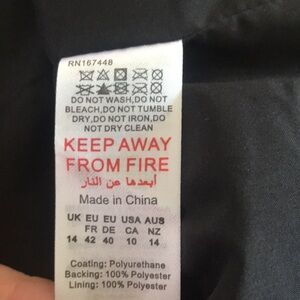 RN167448
DO NOT WASH,DO NOT
BLEACH,DO NOT TUMBLE
DRY,DO NOT IRON,DO
NOT DRY CLEAN
KEEP AWAY
FROM FIRE
أبعدها عن النار
Made in China
UK EU EU USA AUS
FR DE CA NZ
14 42 40 10 14
Coating: Polyurethane
Backing: 100% Polyester
Lining: 100% Polyester